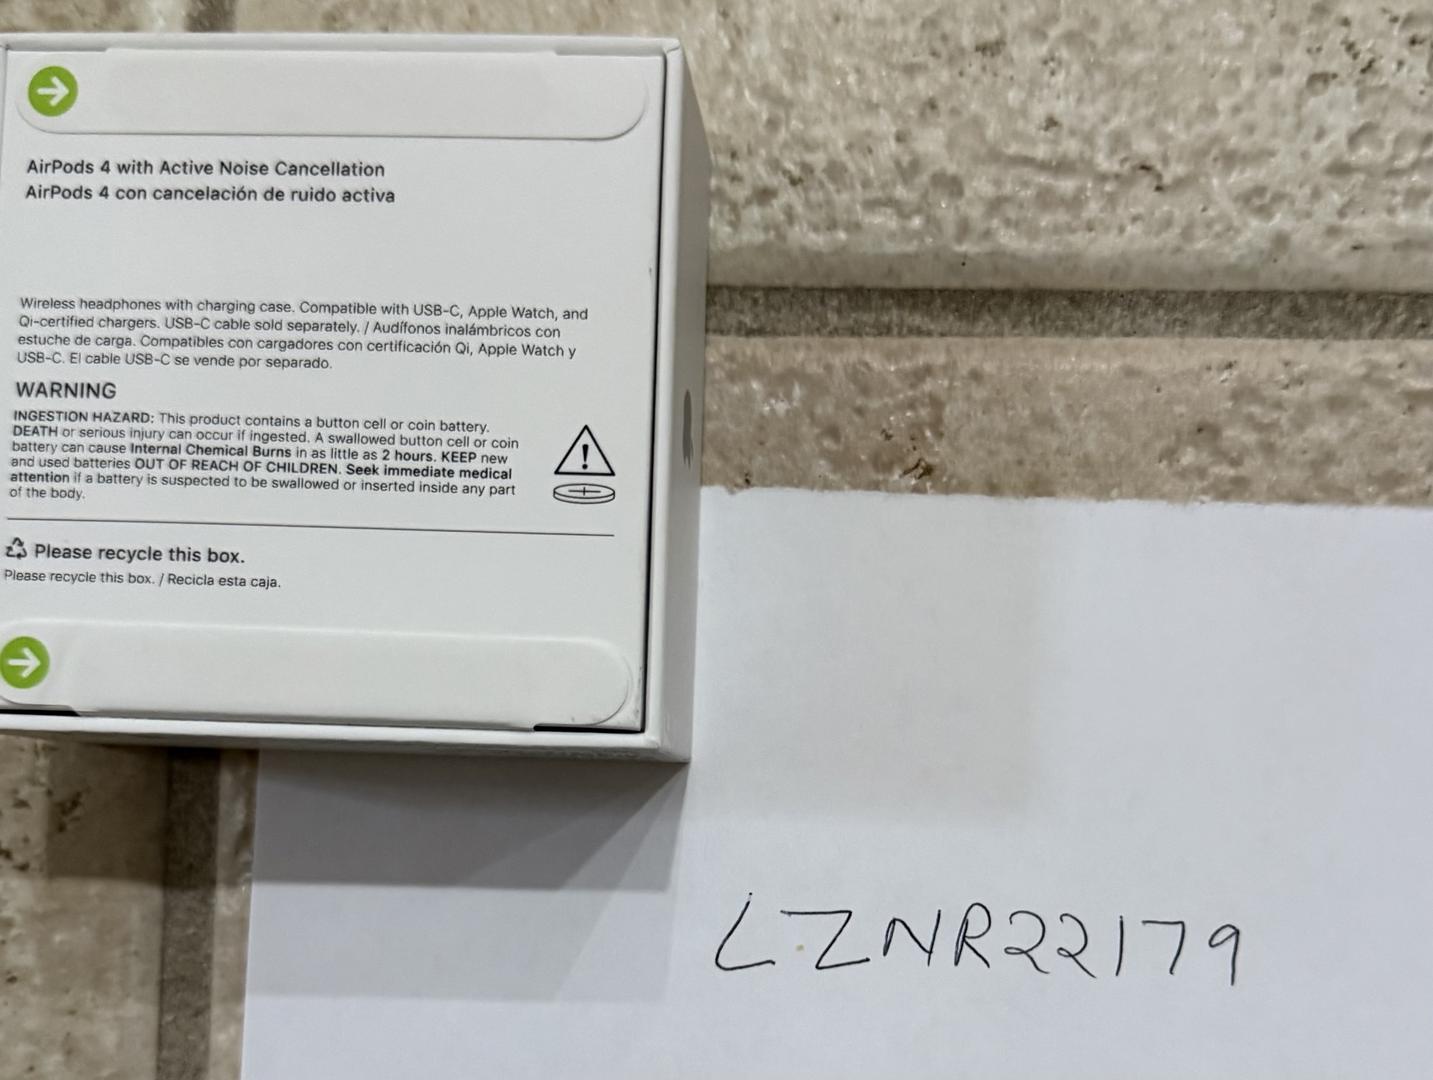 AirPods 4 with Active Noise Cancellation
AirPods 4 con cancelación de ruido activa
Wireless headphones with charging case. Compatible with USB-C, Apple Watch, and
Qi-certified chargers. USB-C cable sold separately. / Audífonos inalámbricos con
estuche de carga. Compatibles con cargadores con certificación Qi, Apple Watch y
USB-C. El cable USB-C se vende por separado.
WARNING
INGESTION HAZARD: This product contains a button cell or coin battery.
DEATH or serious injury can occur if ingested. A swallowed button cell or coin
battery can cause Internal Chemical Burns in as little as 2 hours. KEEP new
and used batteries OUT OF REACH OF CHILDREN. Seek immediate medical
attention if a battery is suspected to be swallowed or inserted inside any part
of the body.
Please recycle this box.
Please recycle this box. / Recicla esta caja.
LZNR22179